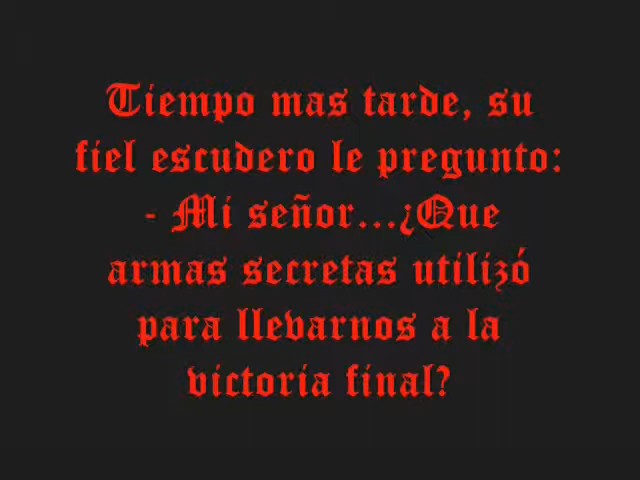 Tiempo mas tarde, su
fiel escudero le pregunto:
- Mi señor...¿Que
armas secretas utilizó
para llevarnos a la
victoria final?